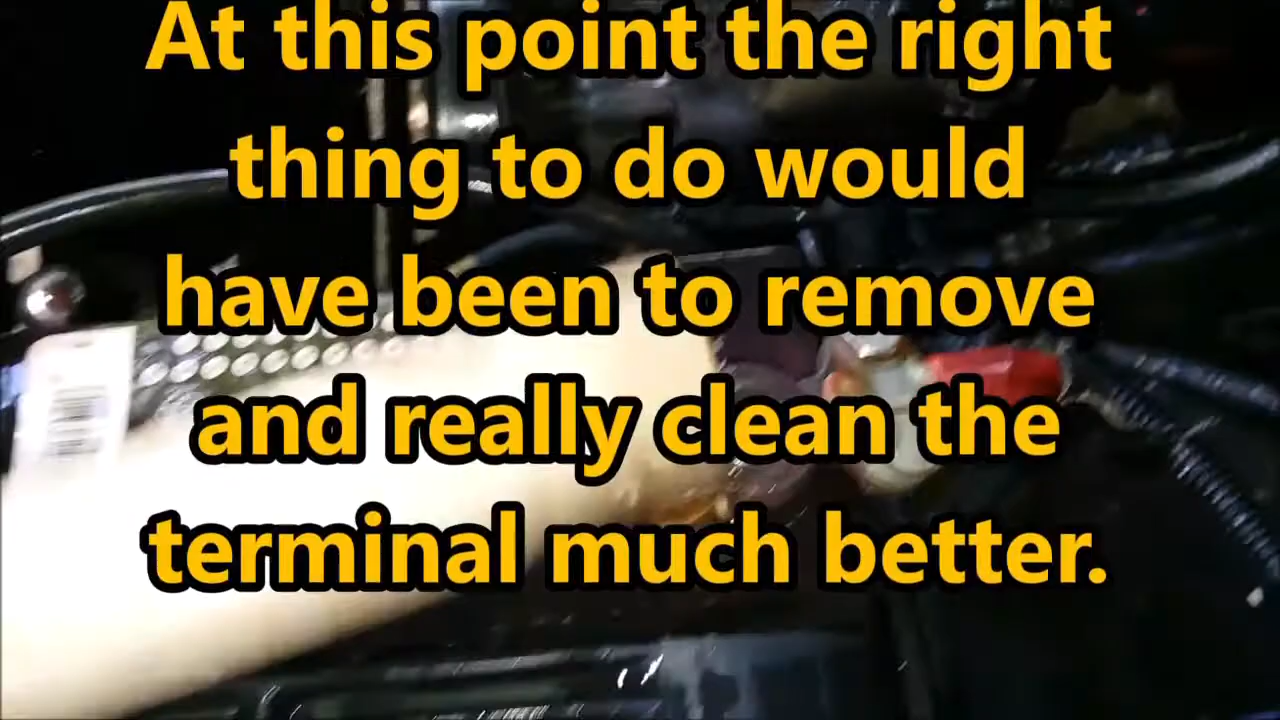 At this point the right
thing to do would
have been to remove
and really clean the
terminal much better.